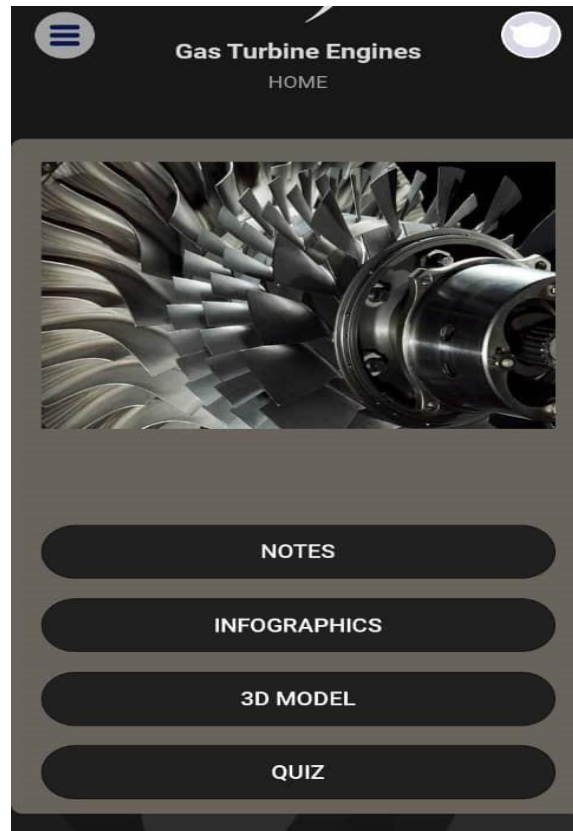 Gas Turbine Engines
HOME
NOTES
INFOGRAPHICS
3D MODEL
QUIZ